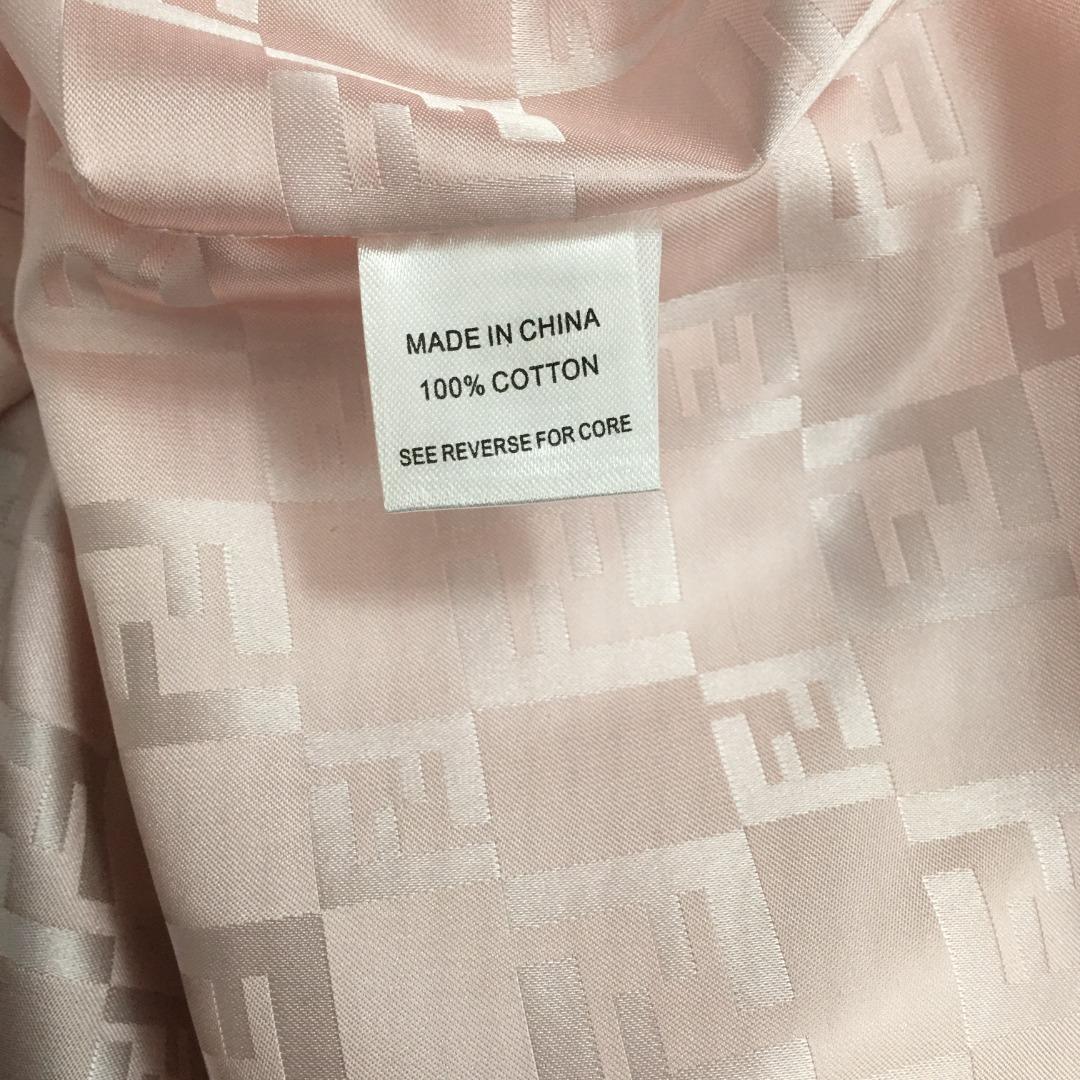 MADE IN CHINA
100% COTTON
SEE REVERSE FOR CORE